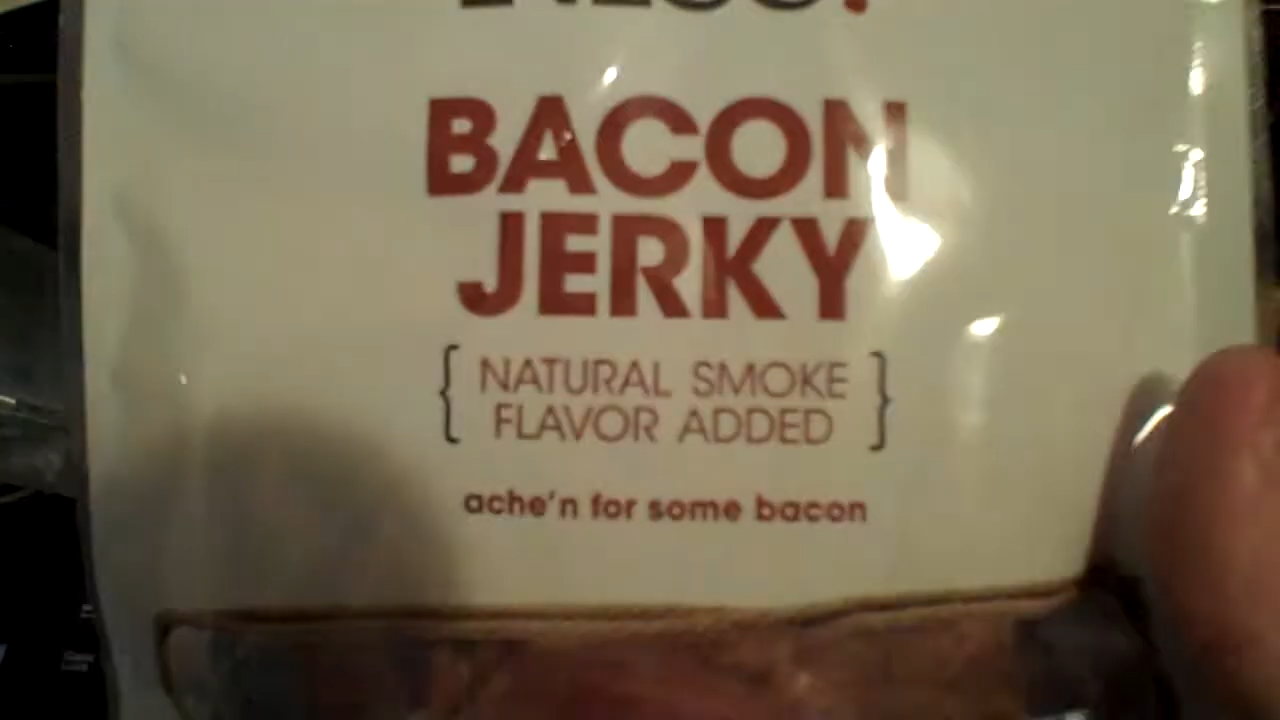 BACON
JERKY
{ NATURAL SMOKE
FLAVOR ADDED }
ache'n for some bacon